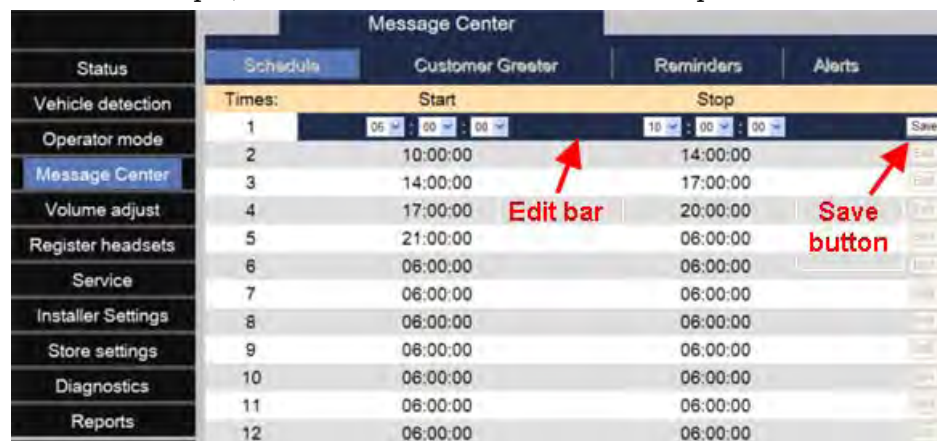 Message Center
Schedule Customer Greeter Reminders Alerts
Status
Vehicle detection
Operator mode
Message Center
Volume adjust
Register headsets
Service
Installer Settings
Store settings
Diagnostics
Reports
Times: Start Stop
1 06 : 00 : 00 10 : 00 : 00 Save
2 10:00:00 14:00:00
3 14:00:00 17:00:00
4 17:00:00 20:00:00
5 21:00:00 06:00:00
6 06:00:00 06:00:00
7 06:00:00 06:00:00
8 06:00:00 06:00:00
9 06:00:00 06:00:00
10 06:00:00 06:00:00
11 06:00:00 06:00:00
12 06:00:00 06:00:00
Edit bar
Save
button